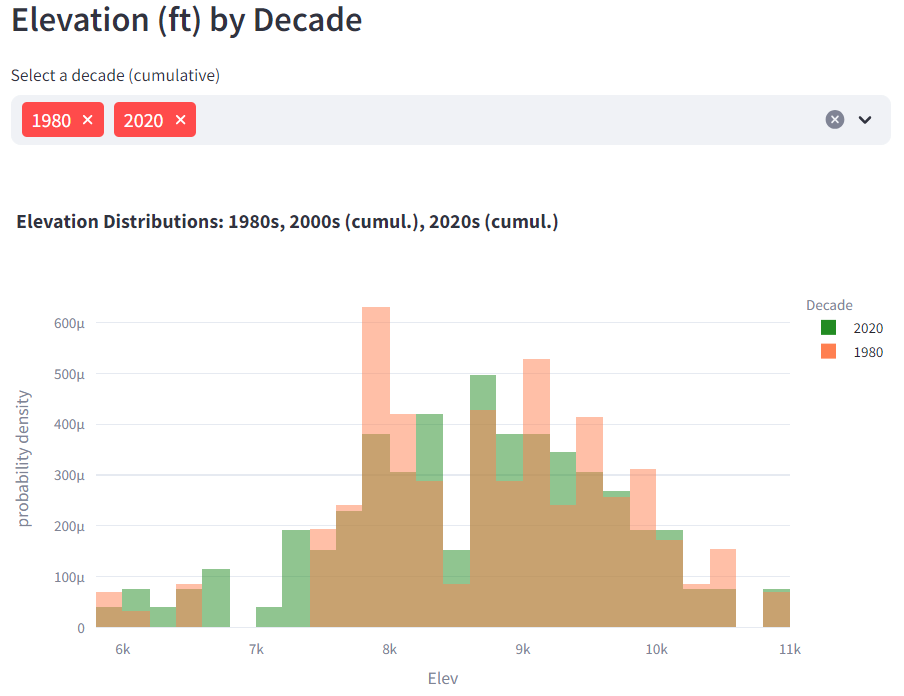 Elevation (ft) by Decade
Select a decade (cumulative)
1980 × 2020 ×
Elevation Distributions: 1980s, 2000s (cumul.), 2020s (cumul.)
Decade
2020
1980
probability density
600μ
500μ
400μ
300μ
200μ
100μ
0
6k 7k 8k 9k 10k 11k
Elev